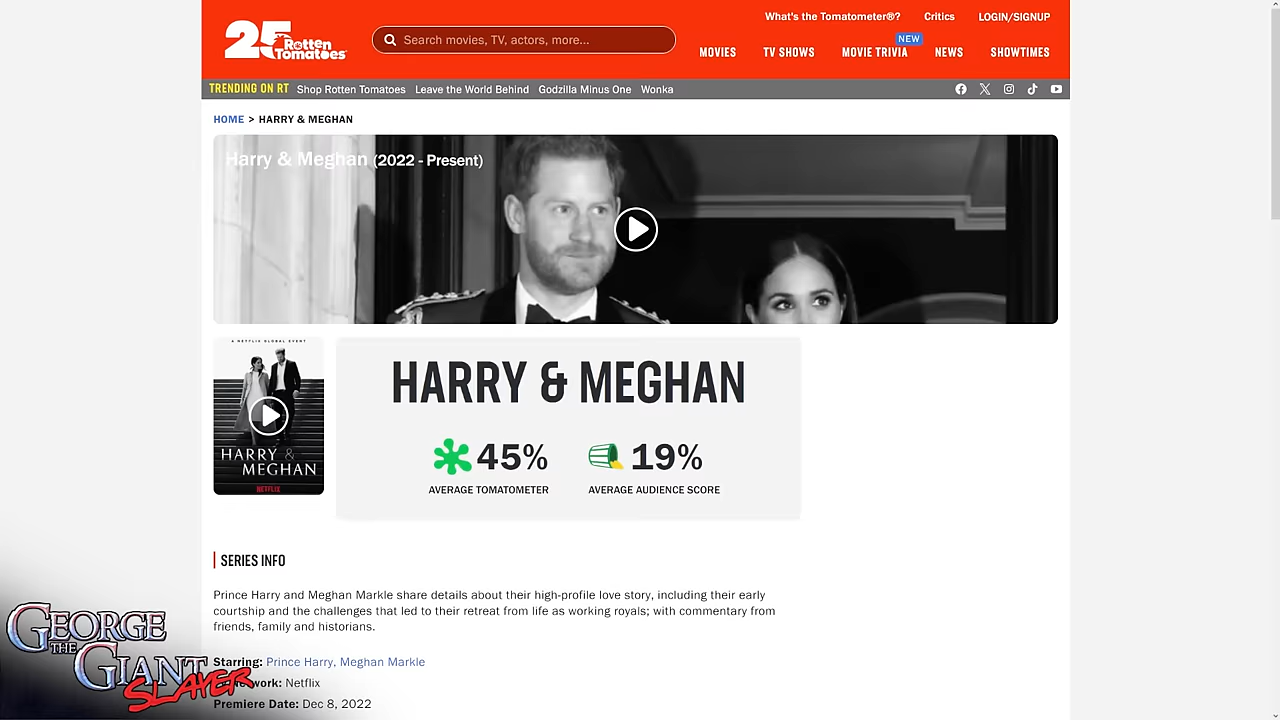 What's the Tomatometer®? Critics LOGIN/SIGNUP
25 Rotten Tomatoes
Search movies, TV, actors, more...
NEW
MOVIES TV SHOWS MOVIE TRIVIA NEWS SHOWTIMES
TRENDING ON RT Shop Rotten Tomatoes Leave the World Behind Godzilla Minus One Wonka
HOME > HARRY & MEGHAN
Harry & Meghan (2022 - Present)
A NETFLIX GLOBAL EVENT
HARRY &
MEGHAN
NETFLIX
HARRY & MEGHAN
45% 19%
AVERAGE TOMATOMETER AVERAGE AUDIENCE SCORE
SERIES INFO
Prince Harry and Meghan Markle share details about their high-profile love story, including their early
courtship and the challenges that led to their retreat from life as working royals; with commentary from
friends, family and historians.
Starring: Prince Harry, Meghan Markle
Netflix
Premiere Date: Dec 8, 2022
GEORGE
THE
GIANT
SLAYER